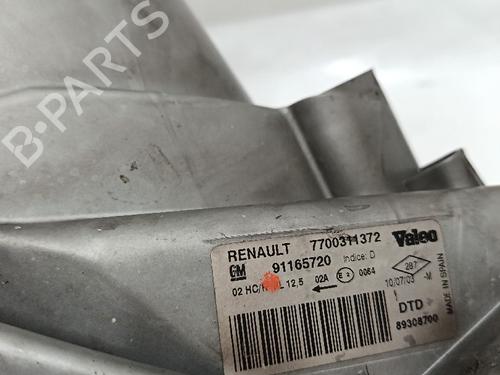 B-PARTS
RENAULT 7700311372 Valeo
GM 91165720 Indice: D
02 HC/ L 12,5 02A E 2 0064
287
10/07/03 -M
DTD
89308700
MADE IN SPAIN